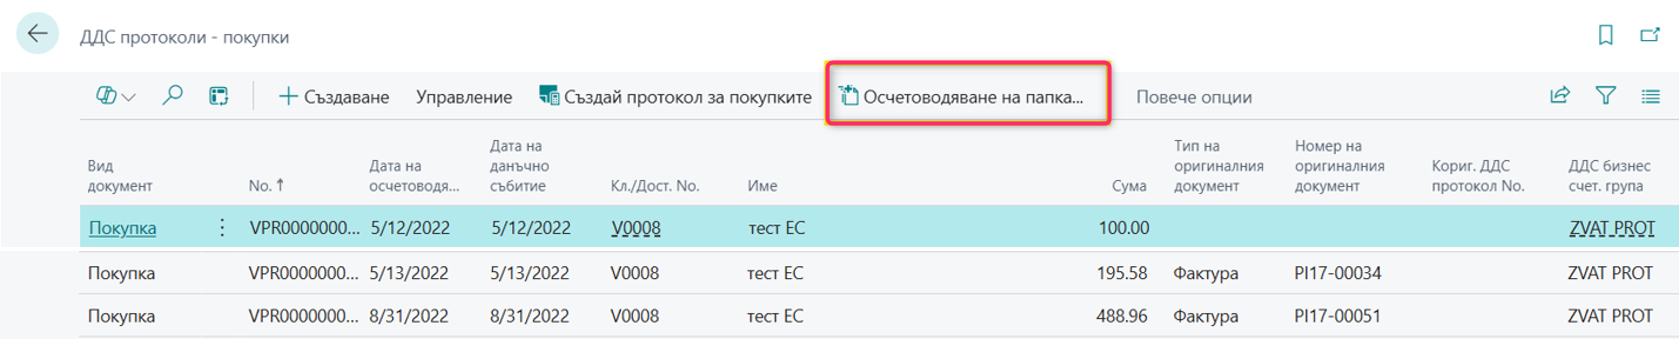 ДДС протоколи - покупки
Създаване Управление Създай протокол за покупките Осчетоводяване на папка... Повече опции
Вид документ No. ↑ Дата на осчетоводя... Дата на данъчно събитие Кл./Дост. No. Име Сума Тип на оригиналния документ Номер на оригиналния документ Кориг. ДДС протокол No. ДДС бизнес счет. група
Покупка VPR0000000... 5/12/2022 5/12/2022 V0008 тест ЕС 100.00 ZVAT PROT
Покупка VPR0000000... 5/13/2022 5/13/2022 V0008 тест ЕС 195.58 Фактура PI17-00034 ZVAT PROT
Покупка VPR0000000... 8/31/2022 8/31/2022 V0008 тест ЕС 488.96 Фактура PI17-00051 ZVAT PROT